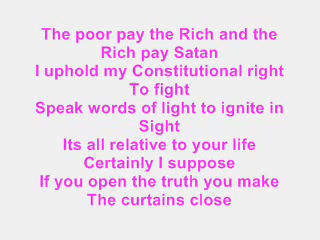 The poor pay the Rich and the
Rich pay Satan
I uphold my Constitutional right
To fight
Speak words of light to ignite in
Sight
Its all relative to your life
Certainly I suppose
If you open the truth you make
The curtains close